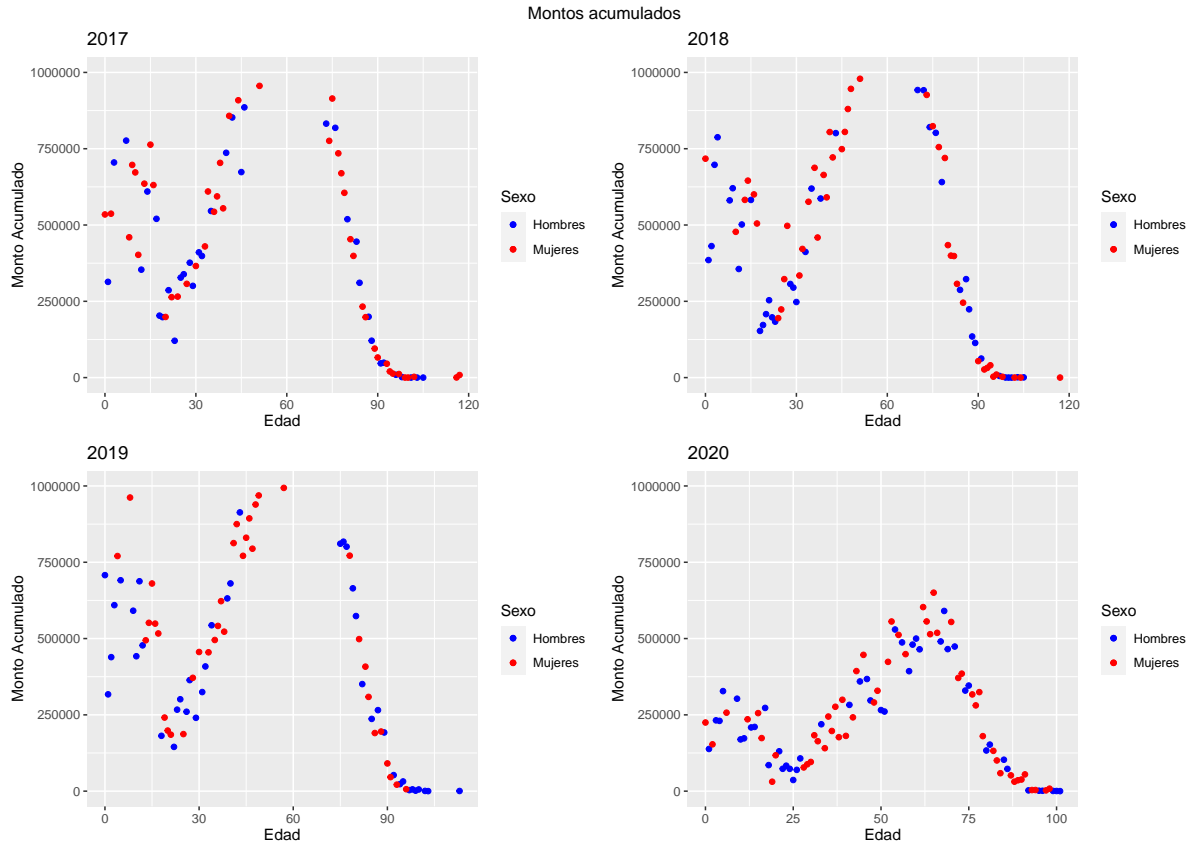 Montos acumulados
2017
1000000
750000
500000
250000
0
Monto Acumulado
0
30
60
90
120
Edad
Sexo
Hombres
Mujeres
2018
1000000
750000
500000
250000
0
Monto Acumulado
0
30
60
90
120
Edad
Sexo
Hombres
Mujeres
2019
1000000
750000
500000
250000
0
Monto Acumulado
0
30
60
90
Edad
Sexo
Hombres
Mujeres
2020
1000000
750000
500000
250000
0
Monto Acumulado
0
25
50
75
100
Edad
Sexo
Hombres
Mujeres